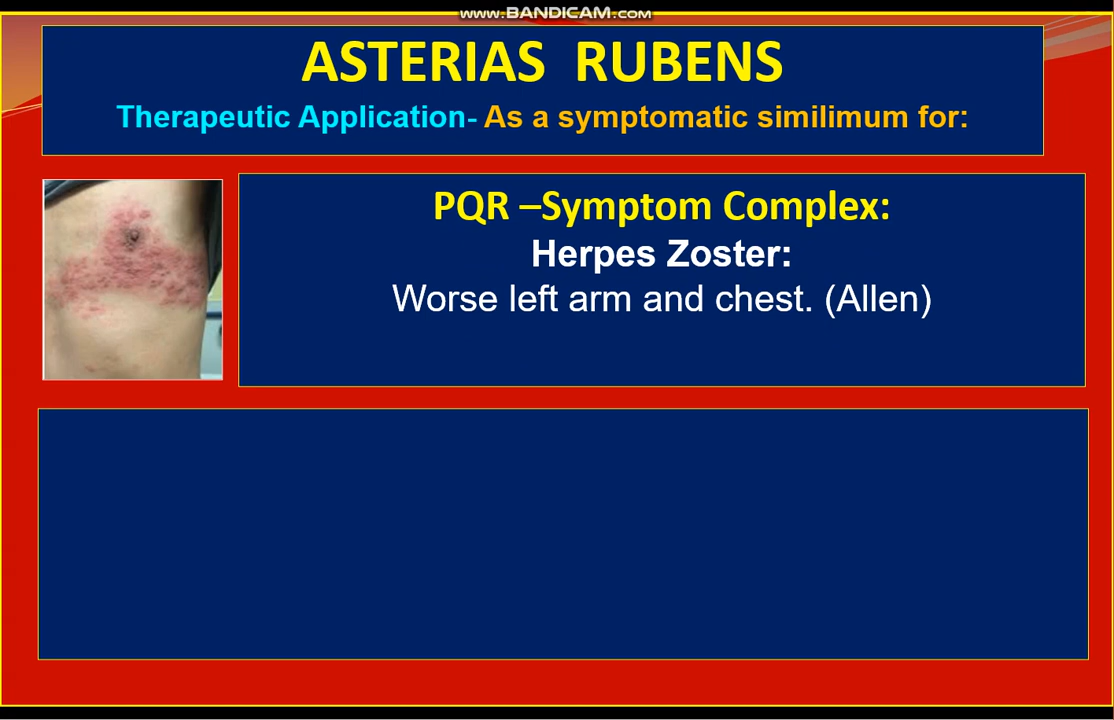 www.BANDICAM.com
ASTERIAS RUBENS
Therapeutic Application- As a symptomatic similimum for:
PQR –Symptom Complex:
Herpes Zoster:
Worse left arm and chest. (Allen)